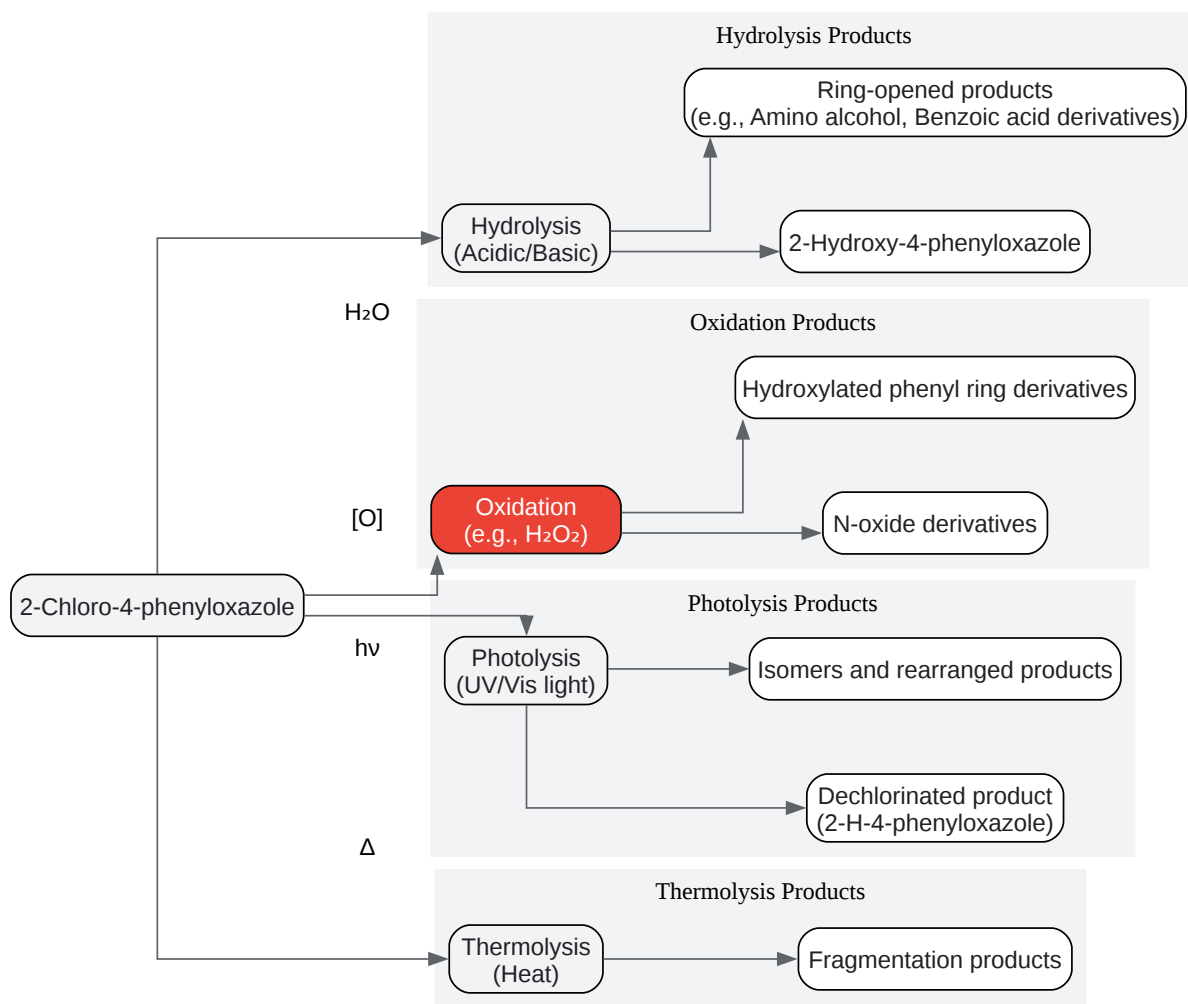 Hydrolysis Products
Ring-opened products
(e.g., Amino alcohol, Benzoic acid derivatives)
Hydrolysis
(Acidic/Basic)
2-Hydroxy-4-phenyloxazole
H₂O
Oxidation Products
Hydroxylated phenyl ring derivatives
[O]
Oxidation
(e.g., H₂O₂)
N-oxide derivatives
2-Chloro-4-phenyloxazole
Photolysis Products
hν
Photolysis
(UV/Vis light)
Isomers and rearranged products
Dechlorinated product
(2-H-4-phenyloxazole)
Δ
Thermolysis Products
Thermolysis
(Heat)
Fragmentation products